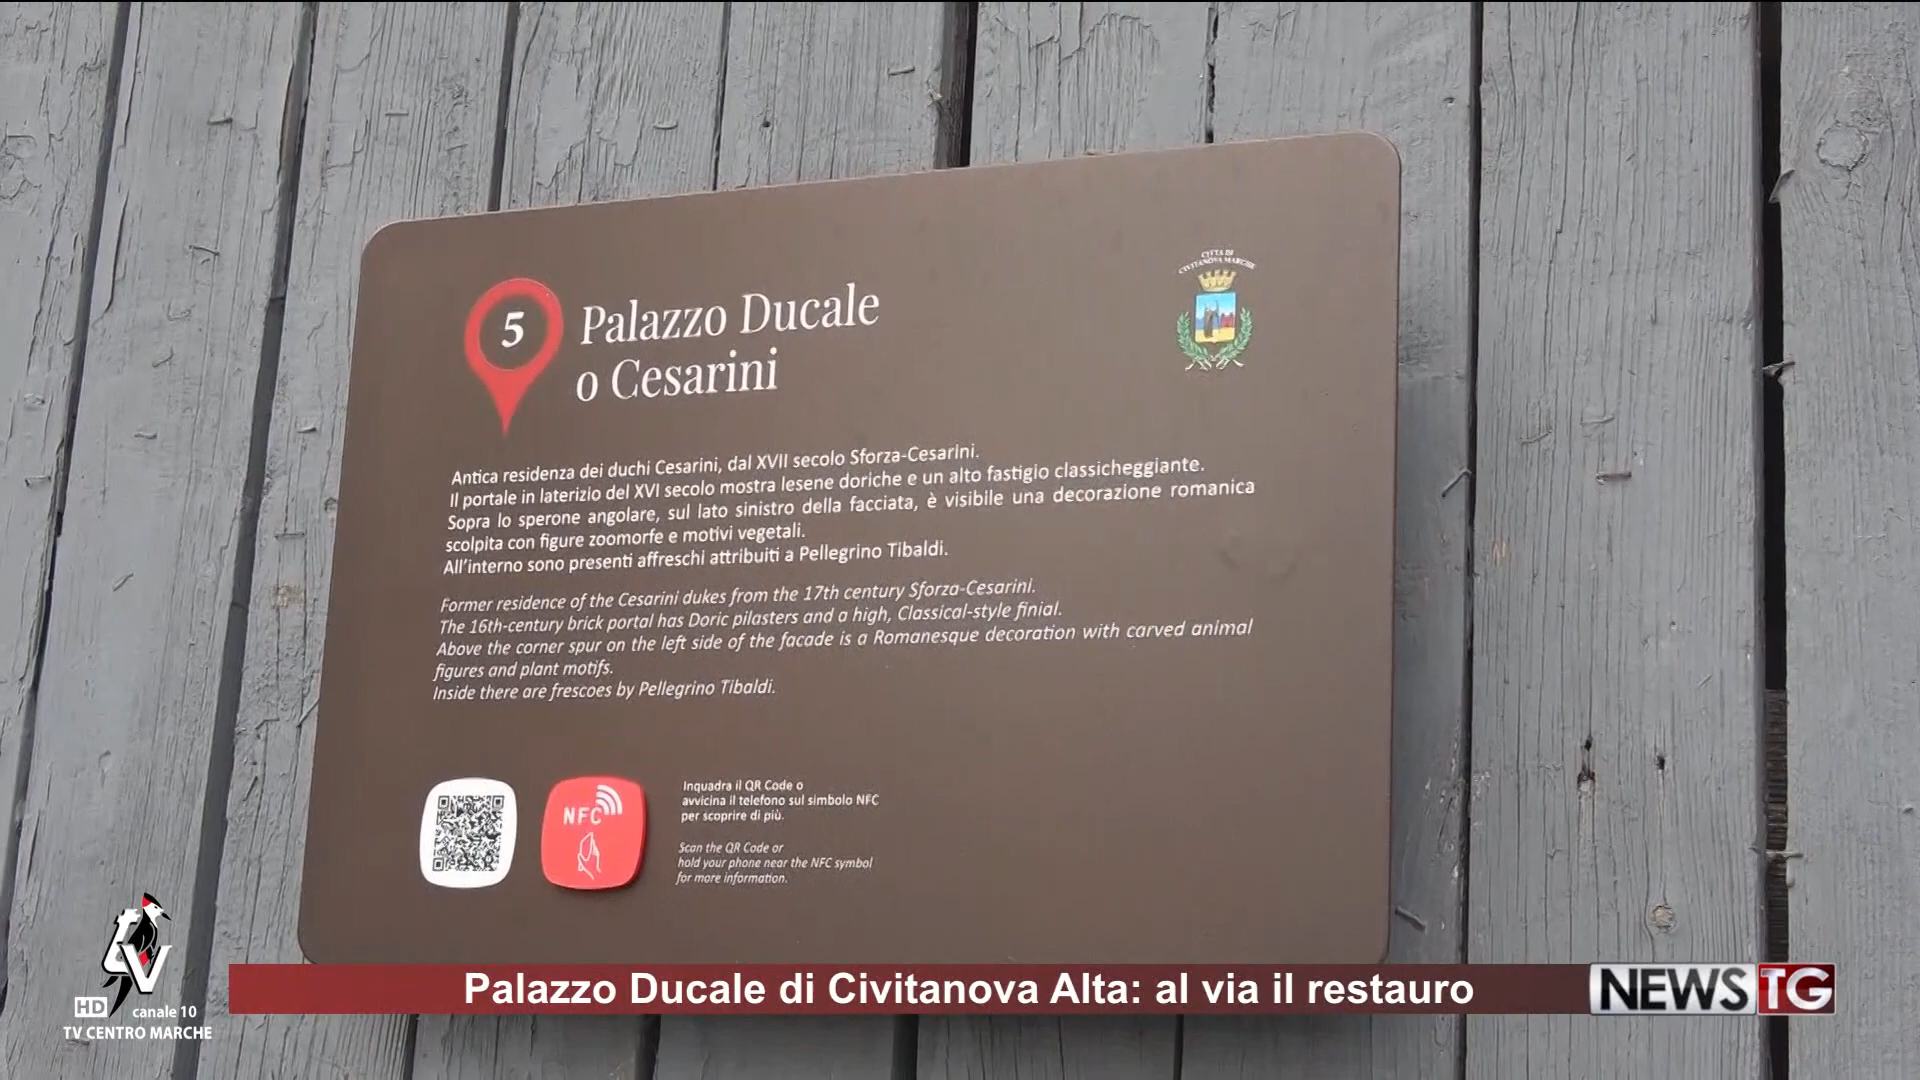 CITTÀ DI
CIVITANOVA MARCHE
5
Palazzo Ducale
o Cesarini
Antica residenza dei duchi Cesarini, dal XVII secolo Sforza-Cesarini.
Il portale in laterizio del XVI secolo mostra lesene doriche e un alto fastigio classicheggiante.
Sopra lo sperone angolare, sul lato sinistro della facciata, è visibile una decorazione romanica
scolpita con figure zoomorfe e motivi vegetali.
All'interno sono presenti affreschi attribuiti a Pellegrino Tibaldi.
Former residence of the Cesarini dukes from the 17th century Sforza-Cesarini.
The 16th-century brick portal has Doric pilasters and a high, Classical-style finial.
Above the corner spur on the left side of the facade is a Romanesque decoration with carved animal
figures and plant motifs.
Inside there are frescoes by Pellegrino Tibaldi.
NFC
Inquadra il QR Code o
avvicina il telefono sul simbolo NFC
per scoprire di più.
Scan the QR Code or
hold your phone near the NFC symbol
for more information.
TV
HD canale 10
TV CENTRO MARCHE
Palazzo Ducale di Civitanova Alta: al via il restauro
NEWS TG